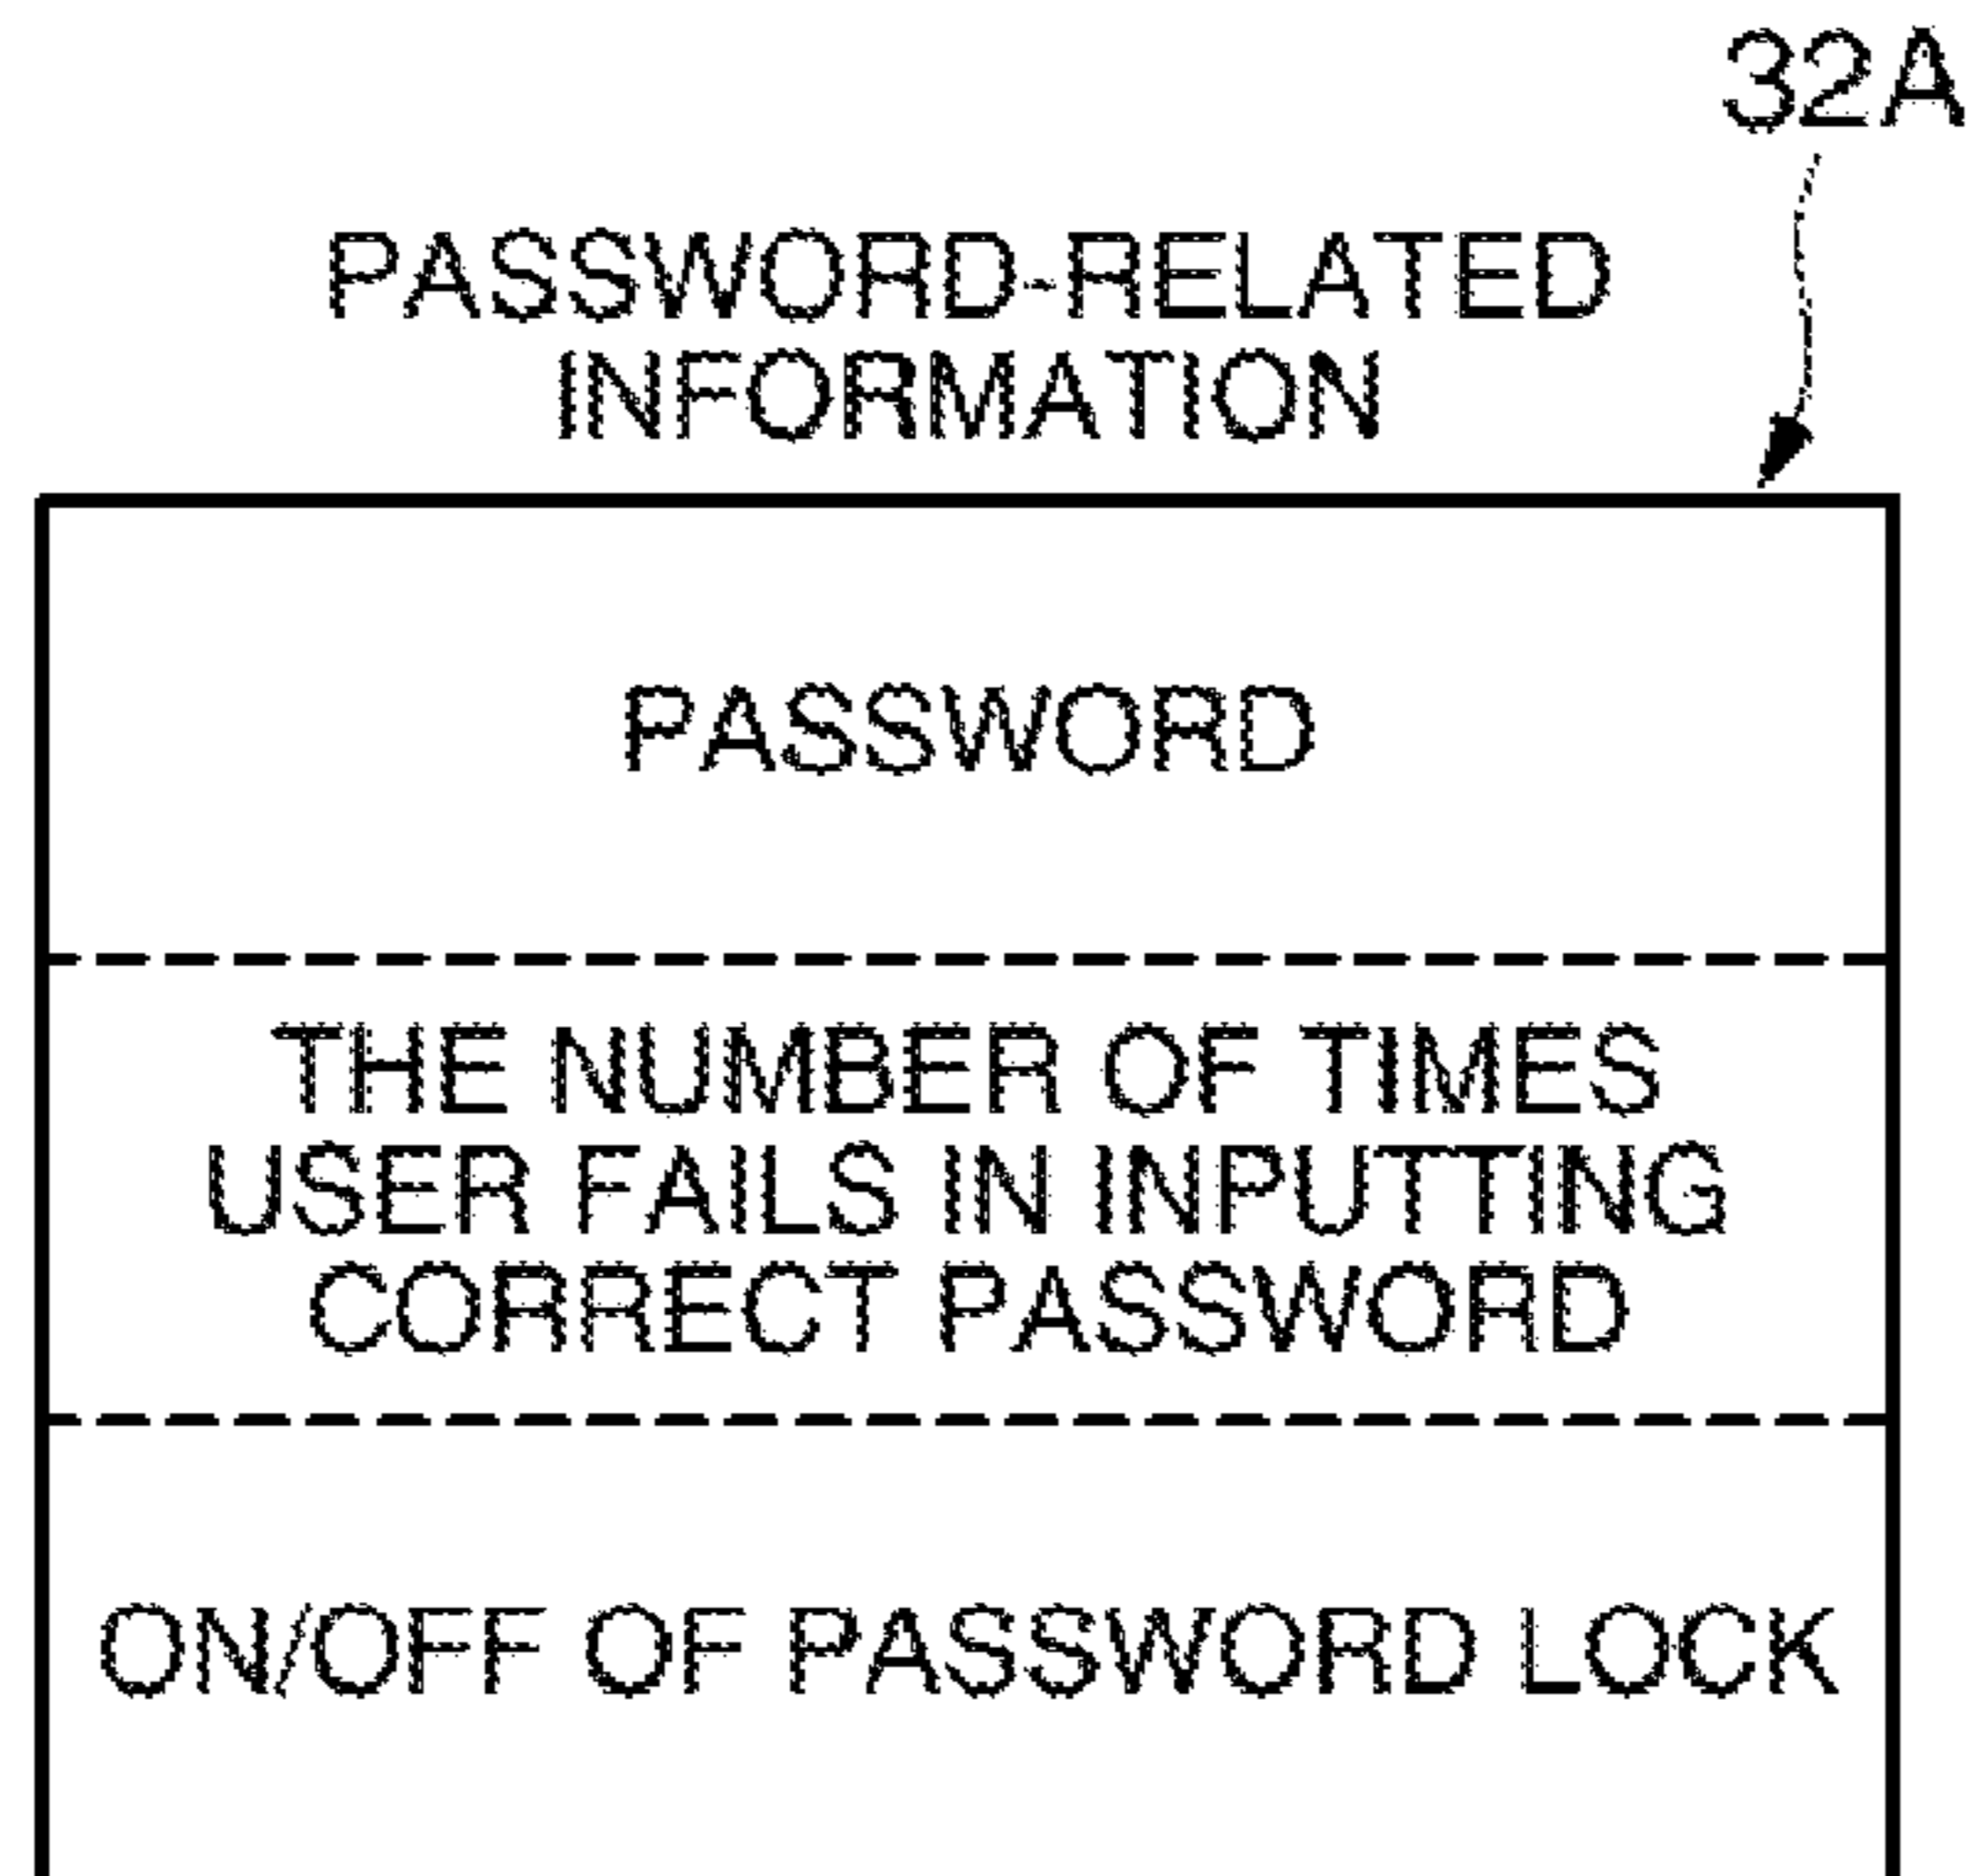 32A
PASSWORD-RELATED
INFORMATION
PASSWORD
THE NUMBER OF TIMES
USER FAILS IN INPUTTING
CORRECT PASSWORD
ON/OFF OF PASSWORD LOCK